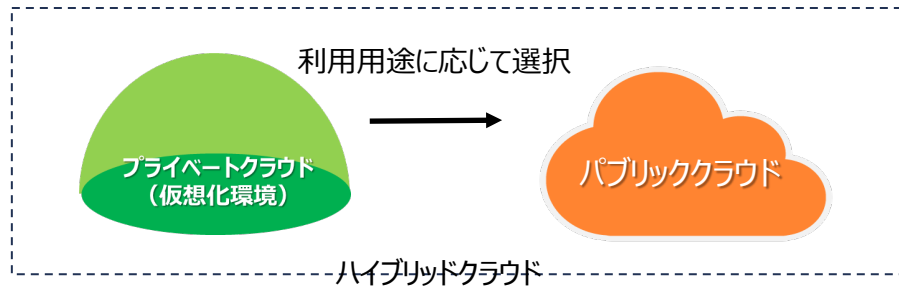 利用用途に応じて選択
プライベートクラウド
（仮想化環境）
パブリッククラウド
ハイブリッドクラウド